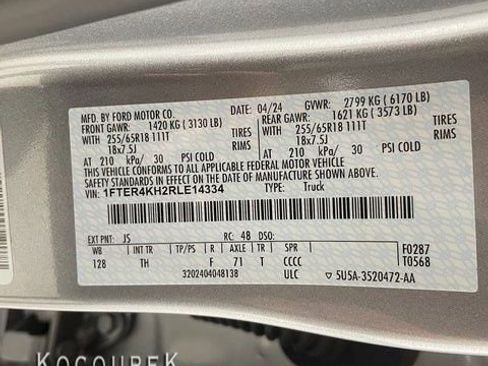 MFD. BY FORD MOTOR CO. DATE: 04/24 GVWR: 2799 KG (6170 LB)
FRONT GAWR: 1420 KG (3130 LB) REAR GAWR: 1621 KG (3573 LB)
WITH 255/65R18 111T TIRES WITH 255/65R18 111T TIRES
18x7.5J RIMS 18x7.5J RIMS
AT 210 kPa/ 30 PSI COLD AT 210 kPa/ 30 PSI COLD
THIS VEHICLE CONFORMS TO ALL APPLICABLE FEDERAL MOTOR VEHICLE
SAFETY STANDARDS IN EFFECT ON THE DATE OF MANUFACTURE SHOWN ABOVE.
VIN: 1FTER4KH2RLE14334 TYPE: Truck
EXT PNT: JS RC: 48 DSO:
WB INT TR TP/PS R AXLE TR SPR F0287
128 TH F 71 T CCCC T0568
3202404048138 ULC 5U5A-3520472-AA
KOCOUREK